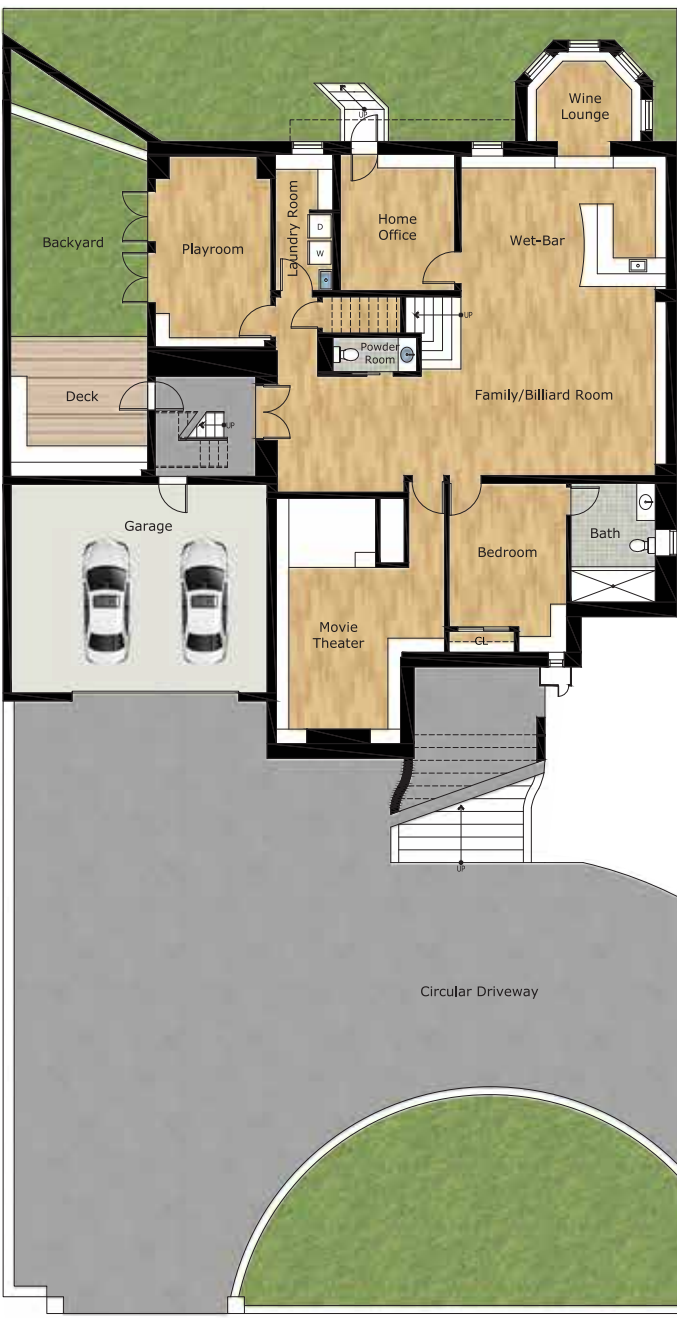 Wine
Lounge
UP
Backyard
Playroom
Laundry Room
D
W
Home
Office
Wet-Bar
UP
Powder
Room
Deck
UP
Family/Billiard Room
Garage
Bedroom
Bath
Movie
Theater
CL
UP
Circular Driveway